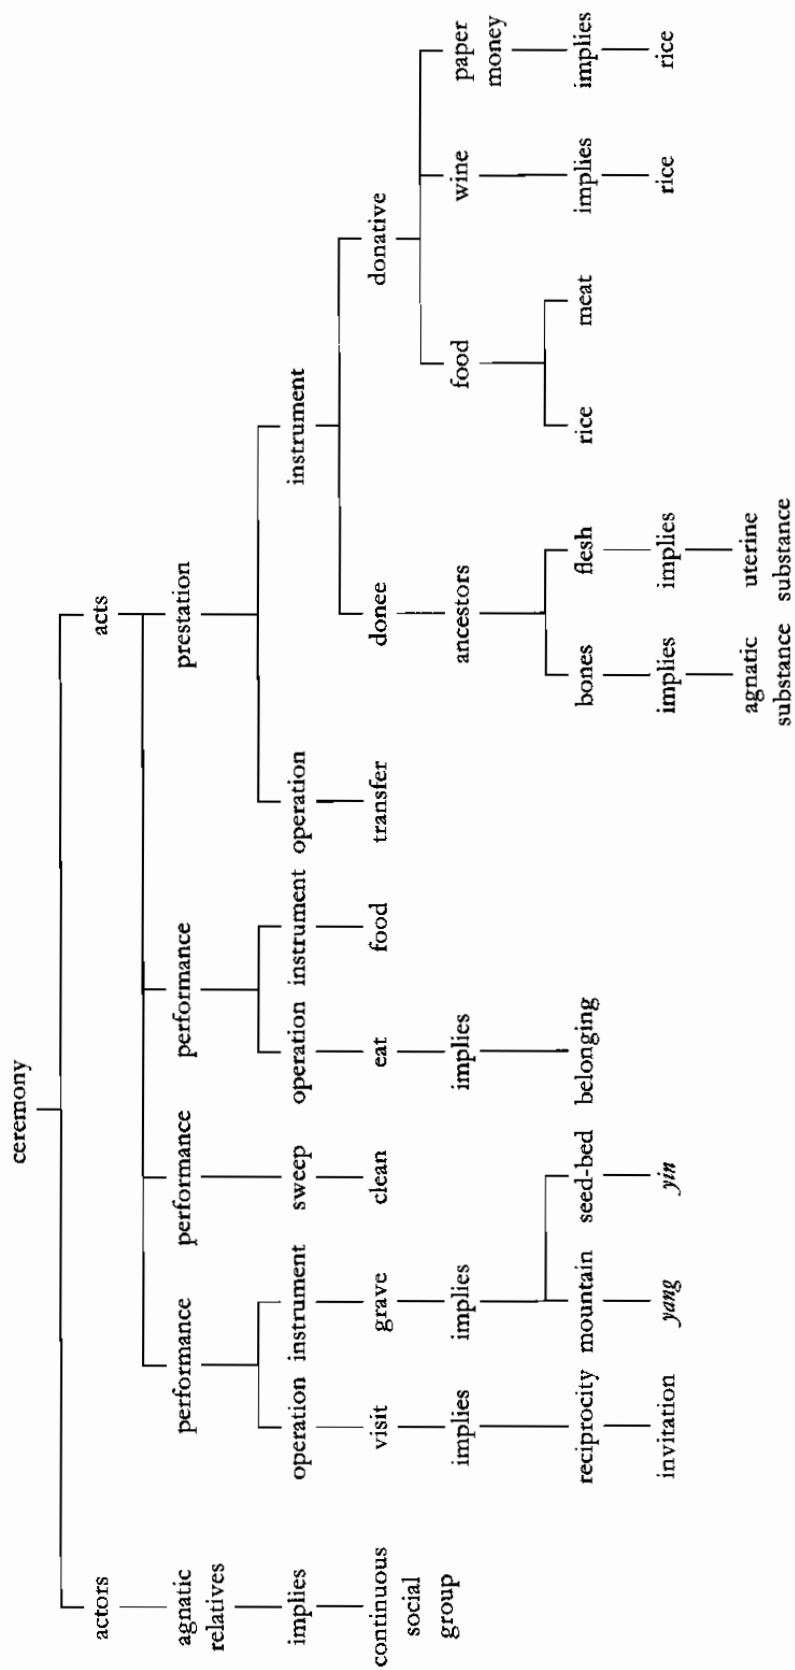 ceremony
actors
acts
agnatic
relatives
performance
performance
performance
prestation
implies
operation
instrument
sweep
operation
instrument
operation
instrument
continuous
social
group
visit
grave
clean
eat
food
transfer
donee
donative
implies
implies
implies
ancestors
food
wine
paper
money
reciprocity
mountain
seed-bed
belonging
bones
flesh
rice
meat
implies
implies
invitation
yang
yin
implies
implies
rice
rice
agnatic
substance
uterine
substance